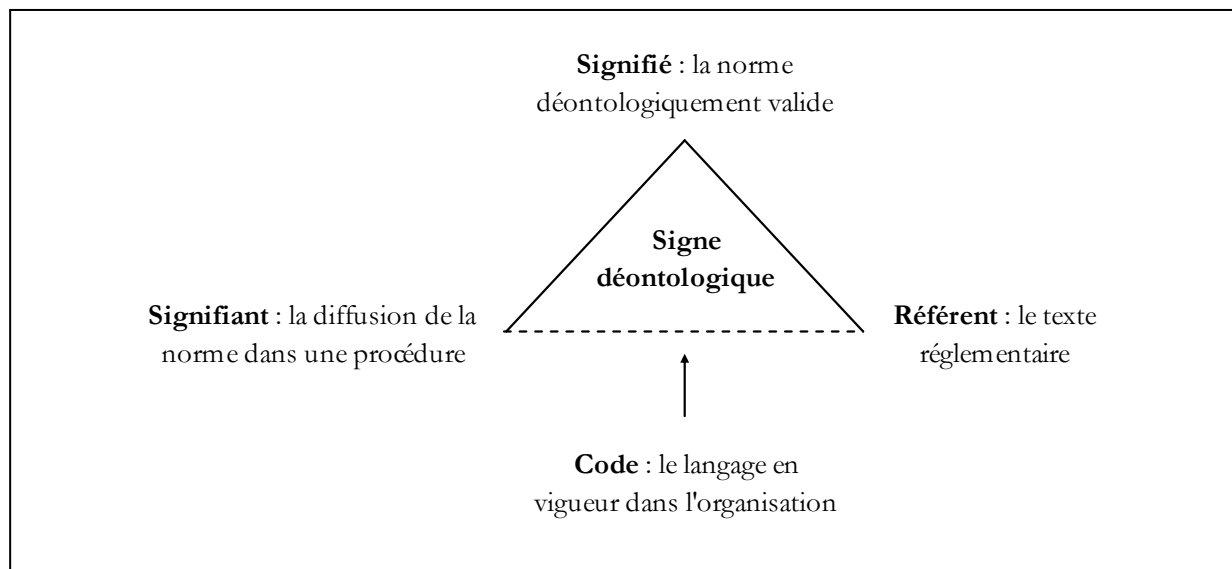 Signifié : la norme
déontologiquement valide
Signe
déontologique
Signifiant : la diffusion de la
norme dans une procédure
Référent : le texte
réglementaire
Code : le langage en
vigueur dans l'organisation